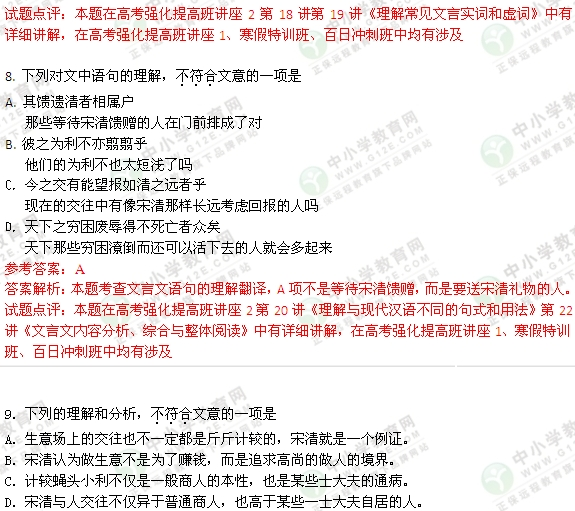 试题点评：本题在高考强化提高班讲座 2 第 18 讲第 19 讲《理解常见文言实词和虚词》中有
详细讲解，在高考强化提高班讲座 1、寒假特训班、百日冲刺班中均有涉及
8. 下列对文中语句的理解，不符合文意的一项是
A. 其馈遗清者相属户
那些等待宋清馈赠的人在门前排成了对
B. 彼之为利不亦翦翦乎
他们的为利不也太短浅了吗
C. 今之交有能望报如清之远者乎
现在的交往中有像宋清那样长远考虑回报的人吗
D. 天下之穷困废辱得不死亡者众矣
天下那些穷困潦倒而还可以活下去的人就会多起来
参考答案：A
答案解析：本题考查文言文语句的理解翻译，A 项不是等待宋清馈赠，而是要送宋清礼物的人。
试题点评：本题在高考强化提高班讲座 2 第 20 讲《理解与现代汉语不同的句式和用法》第 22
讲《文言文内容分析、综合与整体阅读》中有详细讲解，在高考强化提高班讲座 1、寒假特训
班、百日冲刺班中均有涉及
9. 下列的理解和分析，不符合文意的一项是
A. 生意场上的交往也不一定都是斤斤计较的，宋清就是一个例证。
B. 宋清认为做生意不是为了赚钱，而是追求高尚的做人的境界。
C. 计较蝇头小利不仅是一般商人的本性，也是某些士大夫的通病。
D. 宋清与人交往不仅异于普通商人，也高于某些士大夫自居的人。
中小学教育网
www.g12e.com
正保远程教育旗下品牌网站